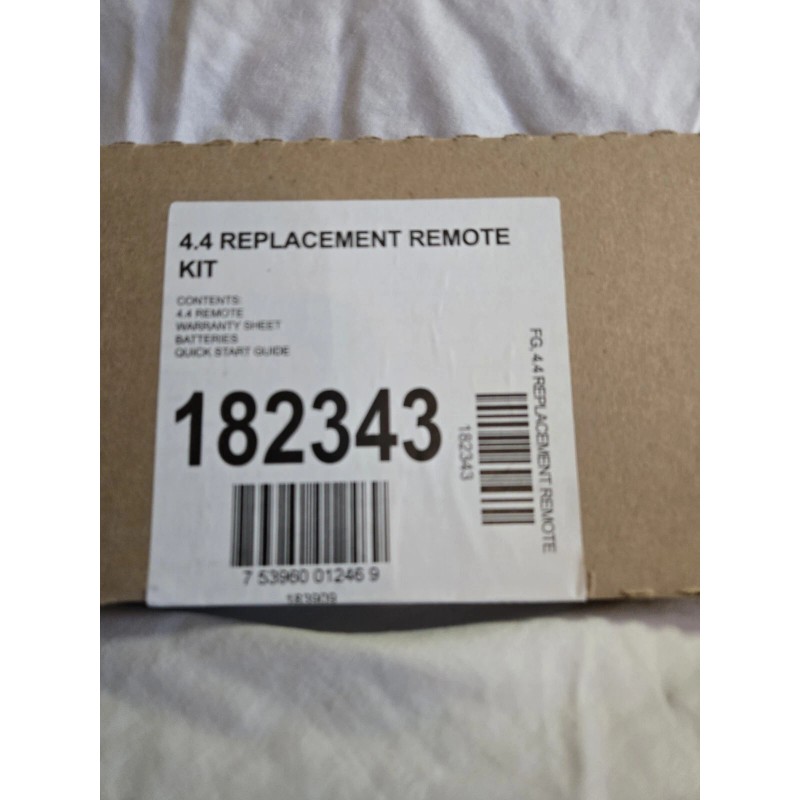 4.4 REPLACEMENT REMOTE
KIT
CONTENTS:
4.4 REMOTE
WARRANTY SHEET
BATTERIES
QUICK START GUIDE
182343
7 53960 01246 9
183909
182343
FG, 4.4 REPLACEMENT REMOTE